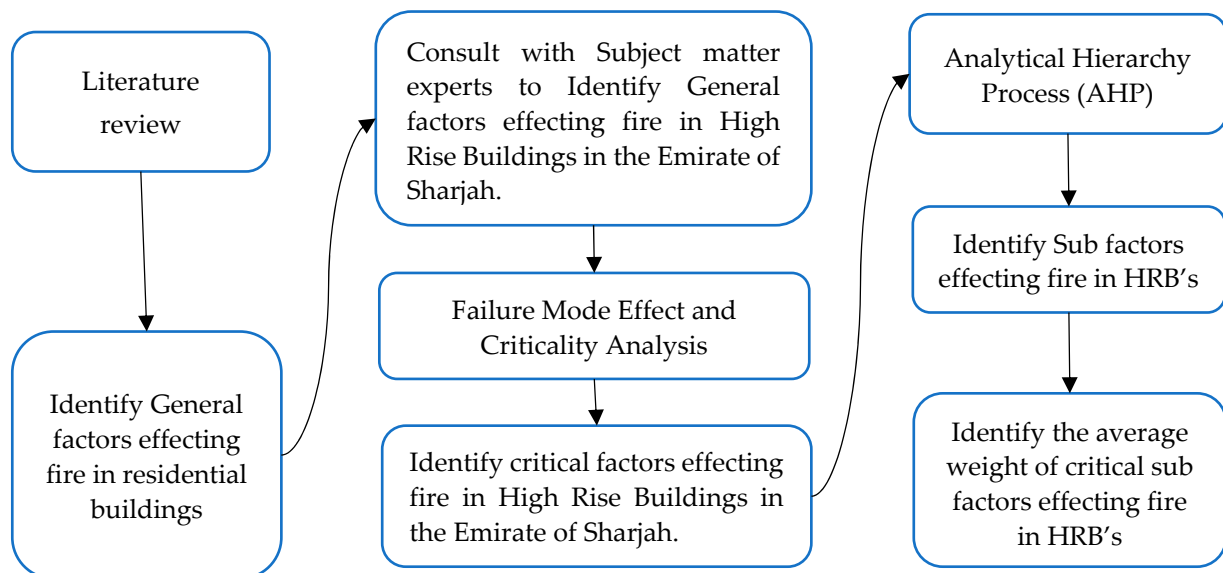 Literature
review
Identify General
factors effecting
fire in residential
buildings
Consult with Subject matter
experts to Identify General
factors effecting fire in High
Rise Buildings in the Emirate of
Sharjah.
Failure Mode Effect and
Criticality Analysis
Identify critical factors effecting
fire in High Rise Buildings in
the Emirate of Sharjah.
Analytical Hierarchy
Process (AHP)
Identify Sub factors
effecting fire in HRB’s
Identify the average
weight of critical sub
factors effecting fire
in HRB’s